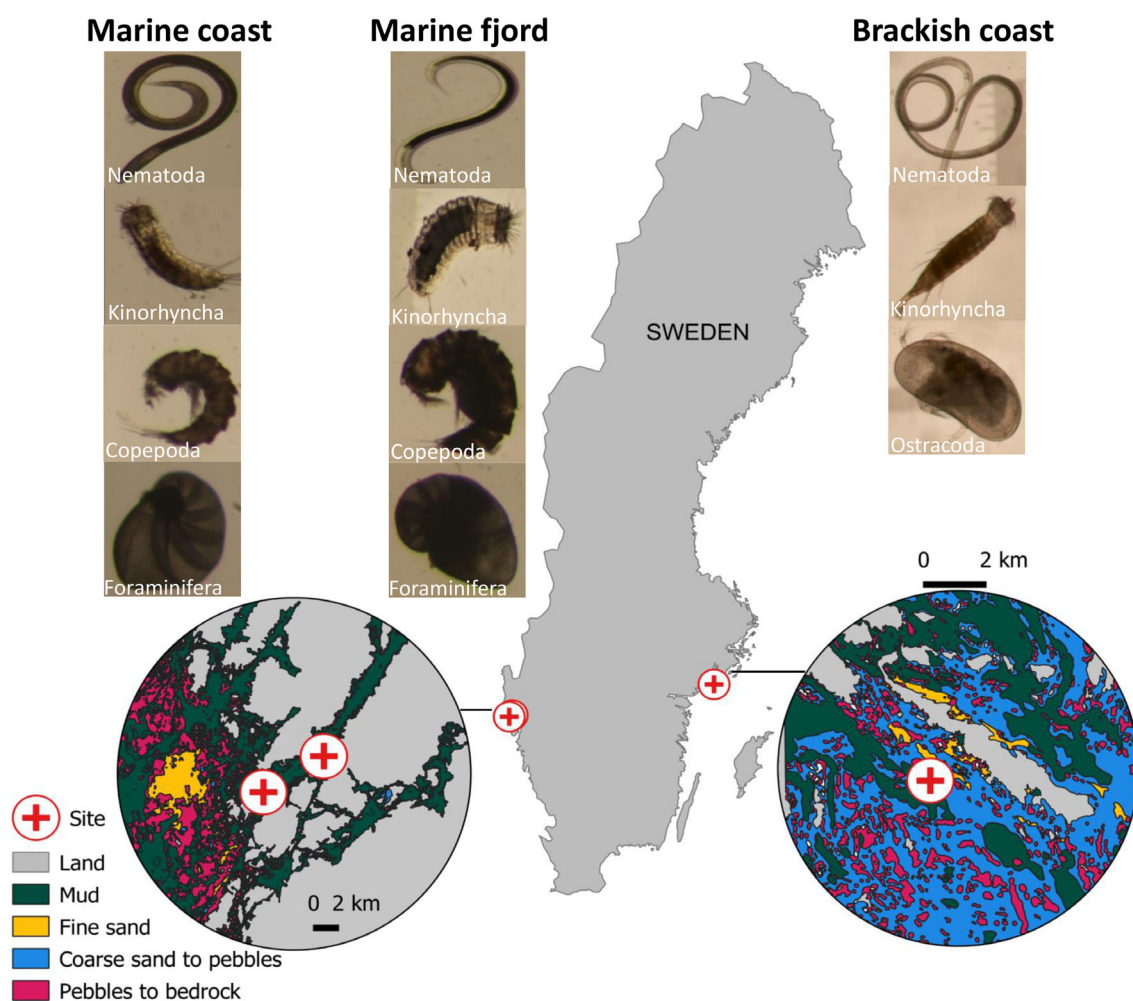 Marine coast
Marine fjord
Brackish coast
Nematoda
Kinorhyncha
Copepoda
Foraminifera
Nematoda
Kinorhyncha
Copepoda
Foraminifera
Nematoda
Kinorhyncha
Ostracoda
SWEDEN
0 2 km
0 2 km
Site
Land
Mud
Fine sand
Coarse sand to pebbles
Pebbles to bedrock